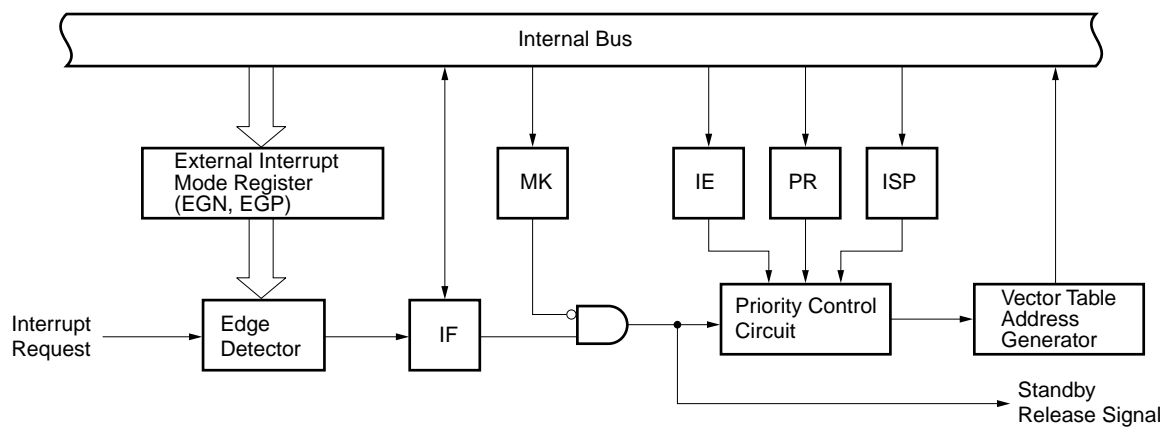 Internal Bus
External Interrupt
Mode Register
(EGN, EGP)
MK
IE
PR
ISP
Interrupt
Request
Edge
Detector
IF
Priority Control
Circuit
Vector Table
Address
Generator
Standby
Release Signal